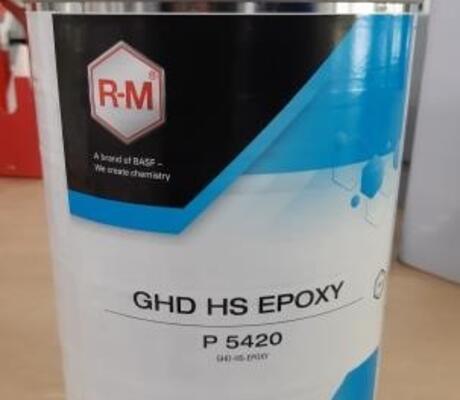 R-M®
A brand of BASF –
We create chemistry
GHD HS EPOXY
P 5420
GHD-HS-EPOXY